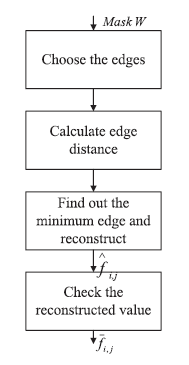 Mask W
Choose the edges
Calculate edge
distance
Find out the
minimum edge and
reconstruct
f̂i,j
Check the
reconstructed value
f̄i,j